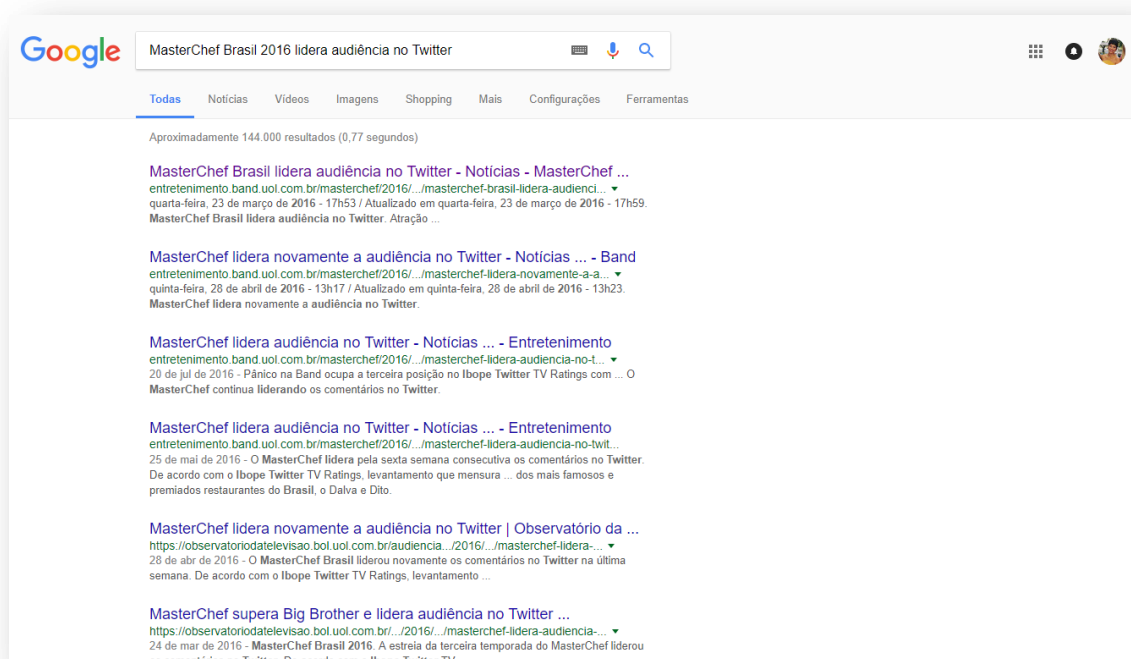 Google
MasterChef Brasil 2016 lidera audiência no Twitter
Todas Notícias Vídeos Imagens Shopping Mais Configurações Ferramentas
Aproximadamente 144.000 resultados (0,77 segundos)
MasterChef Brasil lidera audiência no Twitter - Notícias - MasterChef ...
entretenimento.band.uol.com.br/masterchef/2016/.../masterchef-brasil-lidera-audienci...
quarta-feira, 23 de março de 2016 - 17h53 / Atualizado em quarta-feira, 23 de março de 2016 - 17h59.
MasterChef Brasil lidera audiência no Twitter. Atração ...
MasterChef lidera novamente a audiência no Twitter - Notícias ... - Band
entretenimento.band.uol.com.br/masterchef/2016/.../masterchef-lidera-novamente-a-a...
quinta-feira, 28 de abril de 2016 - 13h17 / Atualizado em quinta-feira, 28 de abril de 2016 - 13h23.
MasterChef lidera novamente a audiência no Twitter.
MasterChef lidera audiência no Twitter - Notícias ... - Entretenimento
entretenimento.band.uol.com.br/masterchef/2016/.../masterchef-lidera-audiencia-no-t...
20 de jul de 2016 - Pânico na Band ocupa a terceira posição no Ibope Twitter TV Ratings com ... O
MasterChef continua liderando os comentários no Twitter.
MasterChef lidera audiência no Twitter - Notícias ... - Entretenimento
entretenimento.band.uol.com.br/masterchef/2016/.../masterchef-lidera-audiencia-no-twit...
25 de mai de 2016 - O MasterChef lidera pela sexta semana consecutiva os comentários no Twitter.
De acordo com o Ibope Twitter TV Ratings, levantamento que mensura ... dos mais famosos e
premiados restaurantes do Brasil, o Dalva e Dito.
MasterChef lidera novamente a audiência no Twitter | Observatório da ...
https://observatoriodatelevisao.bol.uol.com.br/audiencia.../2016/.../masterchef-lidera-...
28 de abr de 2016 - O MasterChef Brasil liderou novamente os comentários no Twitter na última
semana. De acordo com o Ibope Twitter TV Ratings, levantamento ...
MasterChef supera Big Brother e lidera audiência no Twitter ...
https://observatoriodatelevisao.bol.uol.com.br/.../2016/.../masterchef-lidera-audiencia-...
24 de mar de 2016 - MasterChef Brasil 2016. A estreia da terceira temporada do MasterChef liderou